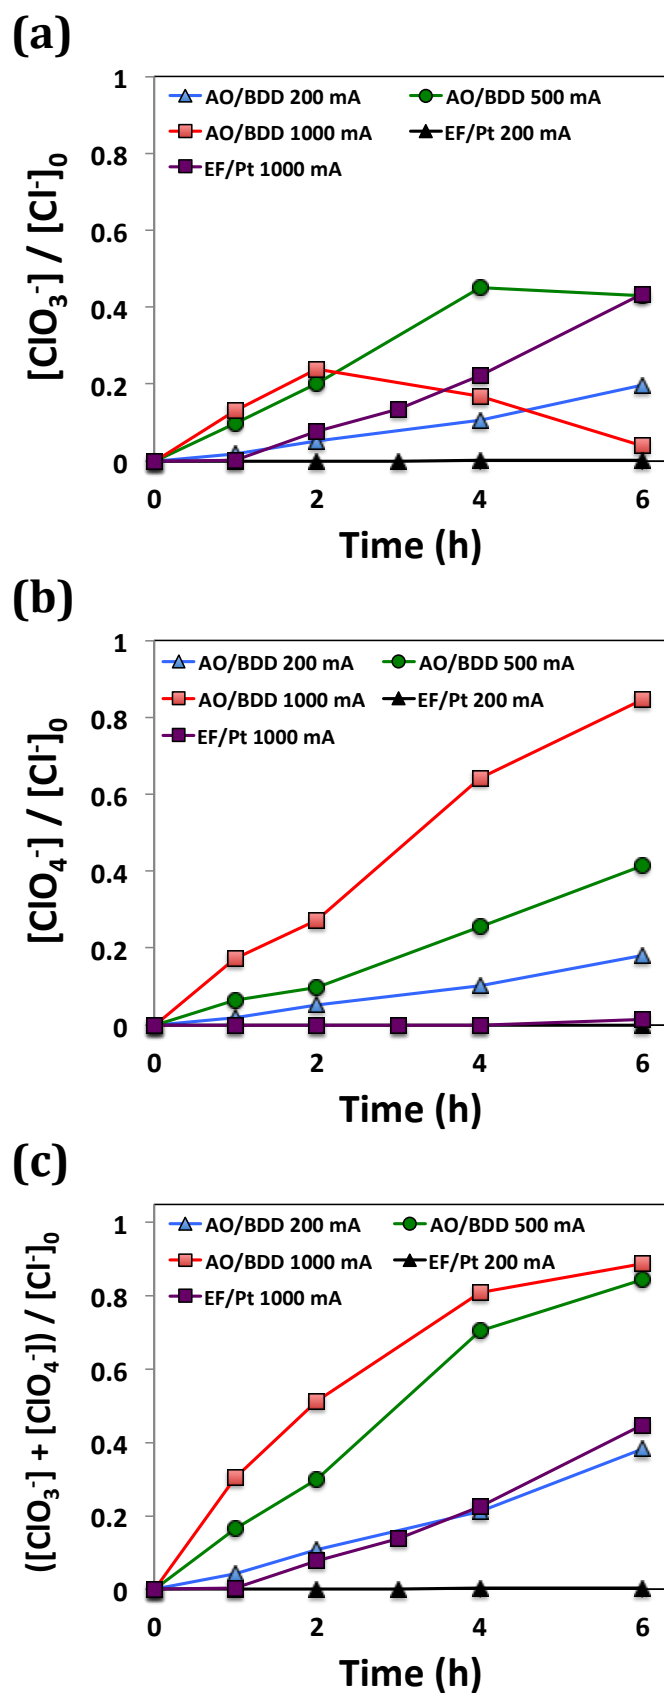 (a)
1
AO/BDD 200 mA AO/BDD 500 mA
AO/BDD 1000 mA EF/Pt 200 mA
EF/Pt 1000 mA
0.8
0.6
0.4
0.2
0
[ClO₃⁻] / [Cl⁻]₀
0 2 4 6
Time (h)
(b)
1
AO/BDD 200 mA AO/BDD 500 mA
AO/BDD 1000 mA EF/Pt 200 mA
EF/Pt 1000 mA
0.8
0.6
0.4
0.2
0
[ClO₄⁻] / [Cl⁻]₀
0 2 4 6
Time (h)
(c)
1
AO/BDD 200 mA AO/BDD 500 mA
AO/BDD 1000 mA EF/Pt 200 mA
EF/Pt 1000 mA
0.8
0.6
0.4
0.2
0
([ClO₃⁻] + [ClO₄⁻]) / [Cl⁻]₀
0 2 4 6
Time (h)